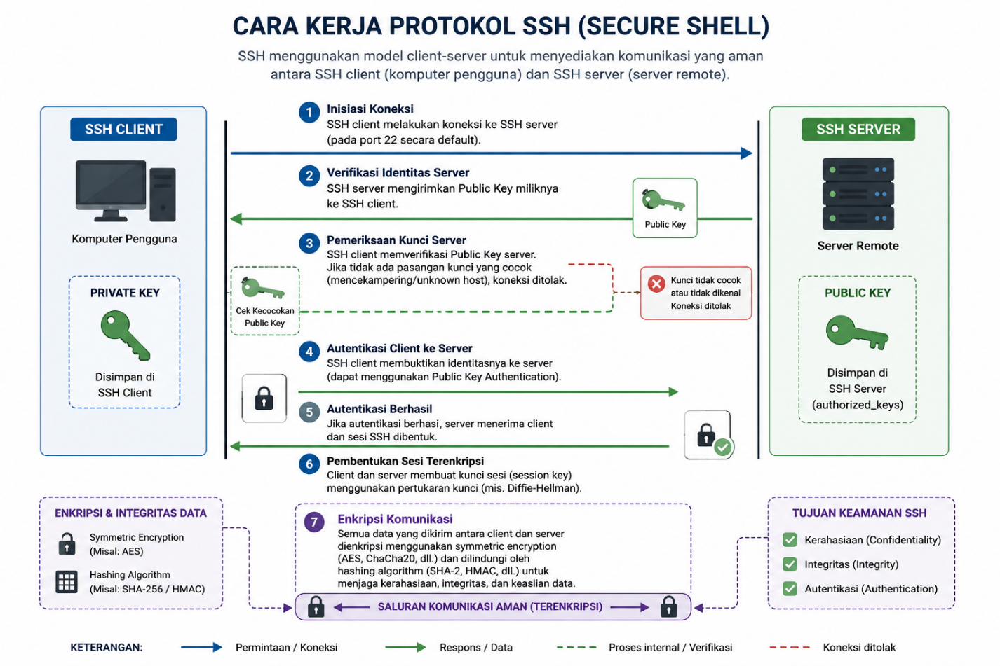 CARA KERJA PROTOKOL SSH (SECURE SHELL)
SSH menggunakan model client-server untuk menyediakan komunikasi yang aman
antara SSH client (komputer pengguna) dan SSH server (server remote).
SSH CLIENT
Komputer Pengguna
PRIVATE KEY
Disimpan di
SSH Client
1
Inisiasi Koneksi
SSH client melakukan koneksi ke SSH server
(pada port 22 secara default).
2
Verifikasi Identitas Server
SSH server mengirimkan Public Key miliknya
ke SSH client.
Public Key
3
Pemeriksaan Kunci Server
SSH client memverifikasi Public Key server.
Jika tidak ada pasangan kunci yang cocok
(mencekampering/unknown host), koneksi ditolak.
Cek Kecocokan
Public Key
Kunci tidak cocok
atau tidak dikenal
Koneksi ditolak
4
Autentikasi Client ke Server
SSH client membuktikan identitasnya ke server
(dapat menggunakan Public Key Authentication).
5
Autentikasi Berhasil
Jika autentikasi berhasi, server menerima client
dan sesi SSH dibentuk.
6
Pembentukan Sesi Terenkripsi
Client dan server membuat kunci sesi (session key)
menggunakan pertukaran kunci (mis. Diffie-Hellman).
SSH SERVER
Server Remote
PUBLIC KEY
Disimpan di
SSH Server
(authorized_keys)
ENKRIPSI & INTEGRITAS DATA
Symmetric Encryption
(Misal: AES)
Hashing Algorithm
(Misal: SHA-256 / HMAC)
7
Enkripsi Komunikasi
Semua data yang dikirim antara client dan server
dienkripsi menggunakan symmetric encryption
(AES, ChaCha20, dll.) dan dilindungi oleh
hashing algorithm (SHA-2, HMAC, dll.) untuk
menjaga kerahasiaan, integritas, dan keaslian data.
SALURAN KOMUNIKASI AMAN (TERENKRIPSI)
TUJUAN KEAMANAN SSH
Kerahasiaan (Confidentiality)
Integritas (Integrity)
Autentikasi (Authentication)
KETERANGAN:
Permintaan / Koneksi
Respons / Data
Proses internal / Verifikasi
Koneksi ditolak